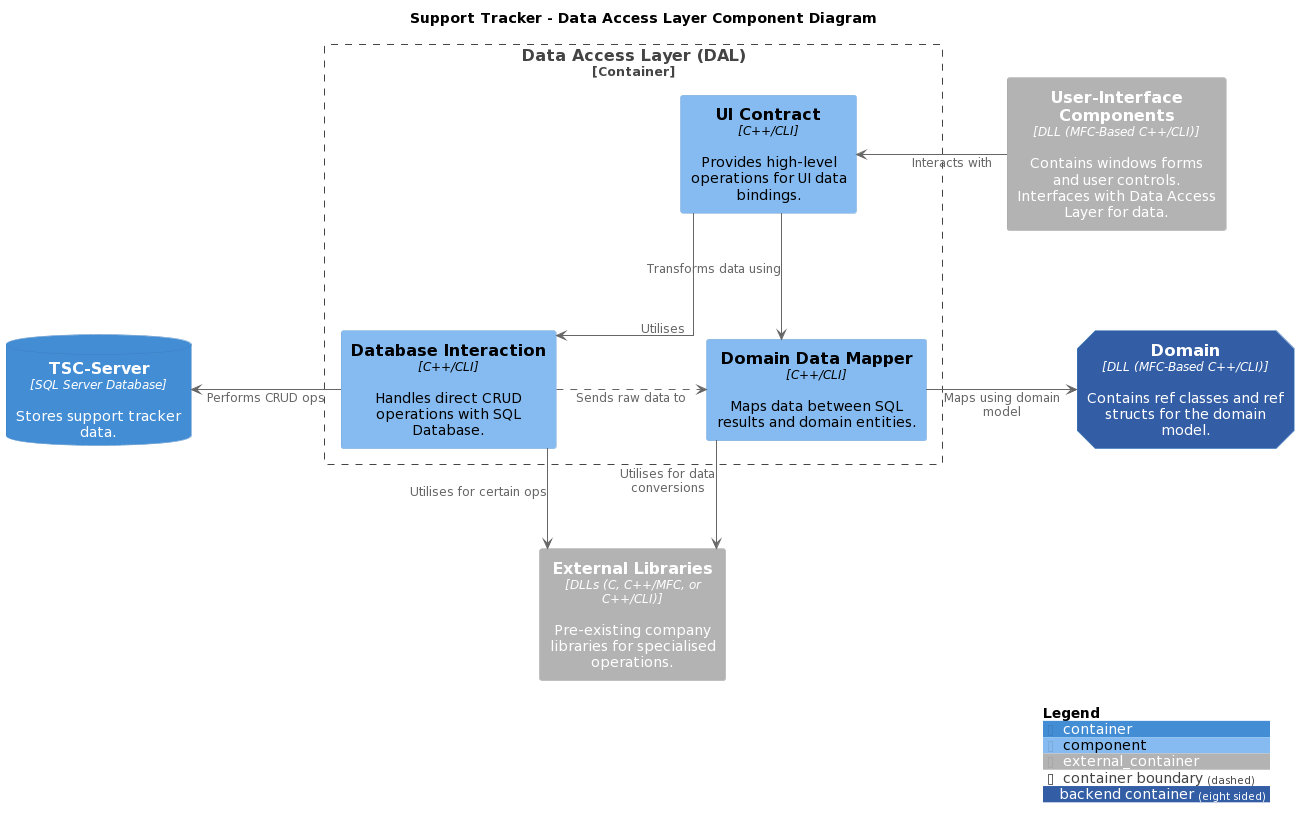 Support Tracker - Data Access Layer Component Diagram
Data Access Layer (DAL)
[Container]
UI Contract
[C++/CLI]
Provides high-level
operations for UI data
bindings.
User-Interface
Components
[DLL (MFC-Based C++/CLI)]
Contains windows forms
and user controls.
Interfaces with Data Access
Layer for data.
Interacts with
Transforms data using
Utilises
TSC-Server
[SQL Server Database]
Stores support tracker
data.
Performs CRUD ops
Database Interaction
[C++/CLI]
Handles direct CRUD
operations with SQL
Database.
Sends raw data to
Domain Data Mapper
[C++/CLI]
Maps data between SQL
results and domain entities.
Maps using domain
model
Domain
[DLL (MFC-Based C++/CLI)]
Contains ref classes and ref
structs for the domain
model.
Utilises for certain ops
Utilises for data
conversions
External Libraries
[DLLs (C, C++/MFC, or
C++/CLI)]
Pre-existing company
libraries for specialised
operations.
Legend
container
component
external_container
container boundary (dashed)
backend container (eight sided)